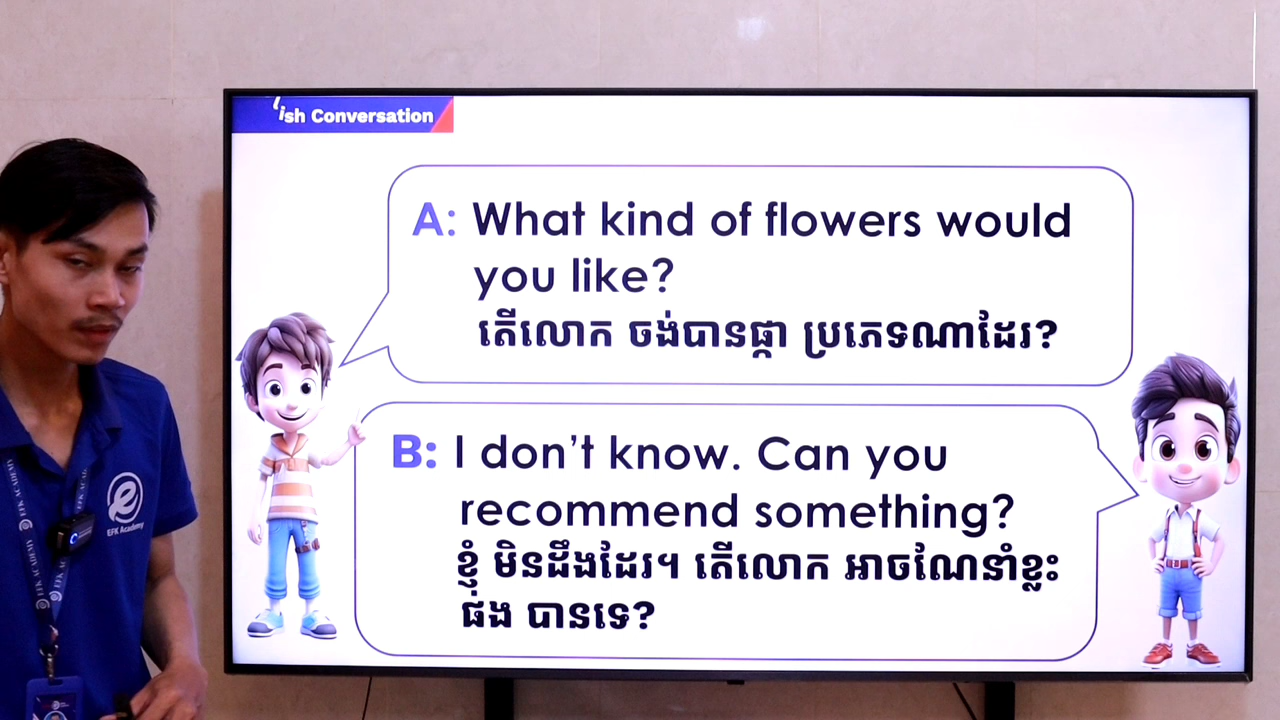 ish Conversation
A: What kind of flowers would
you like?
តើលោក ចង់បានផ្កា ប្រភេទណាដែរ?
B: I don't know. Can you
recommend something?
ខ្ញុំ មិនដឹងដែរ។ តើលោក អាចណែនាំខ្លះ
ផង បានទេ?
EFK Academy
EFK ACADEMY